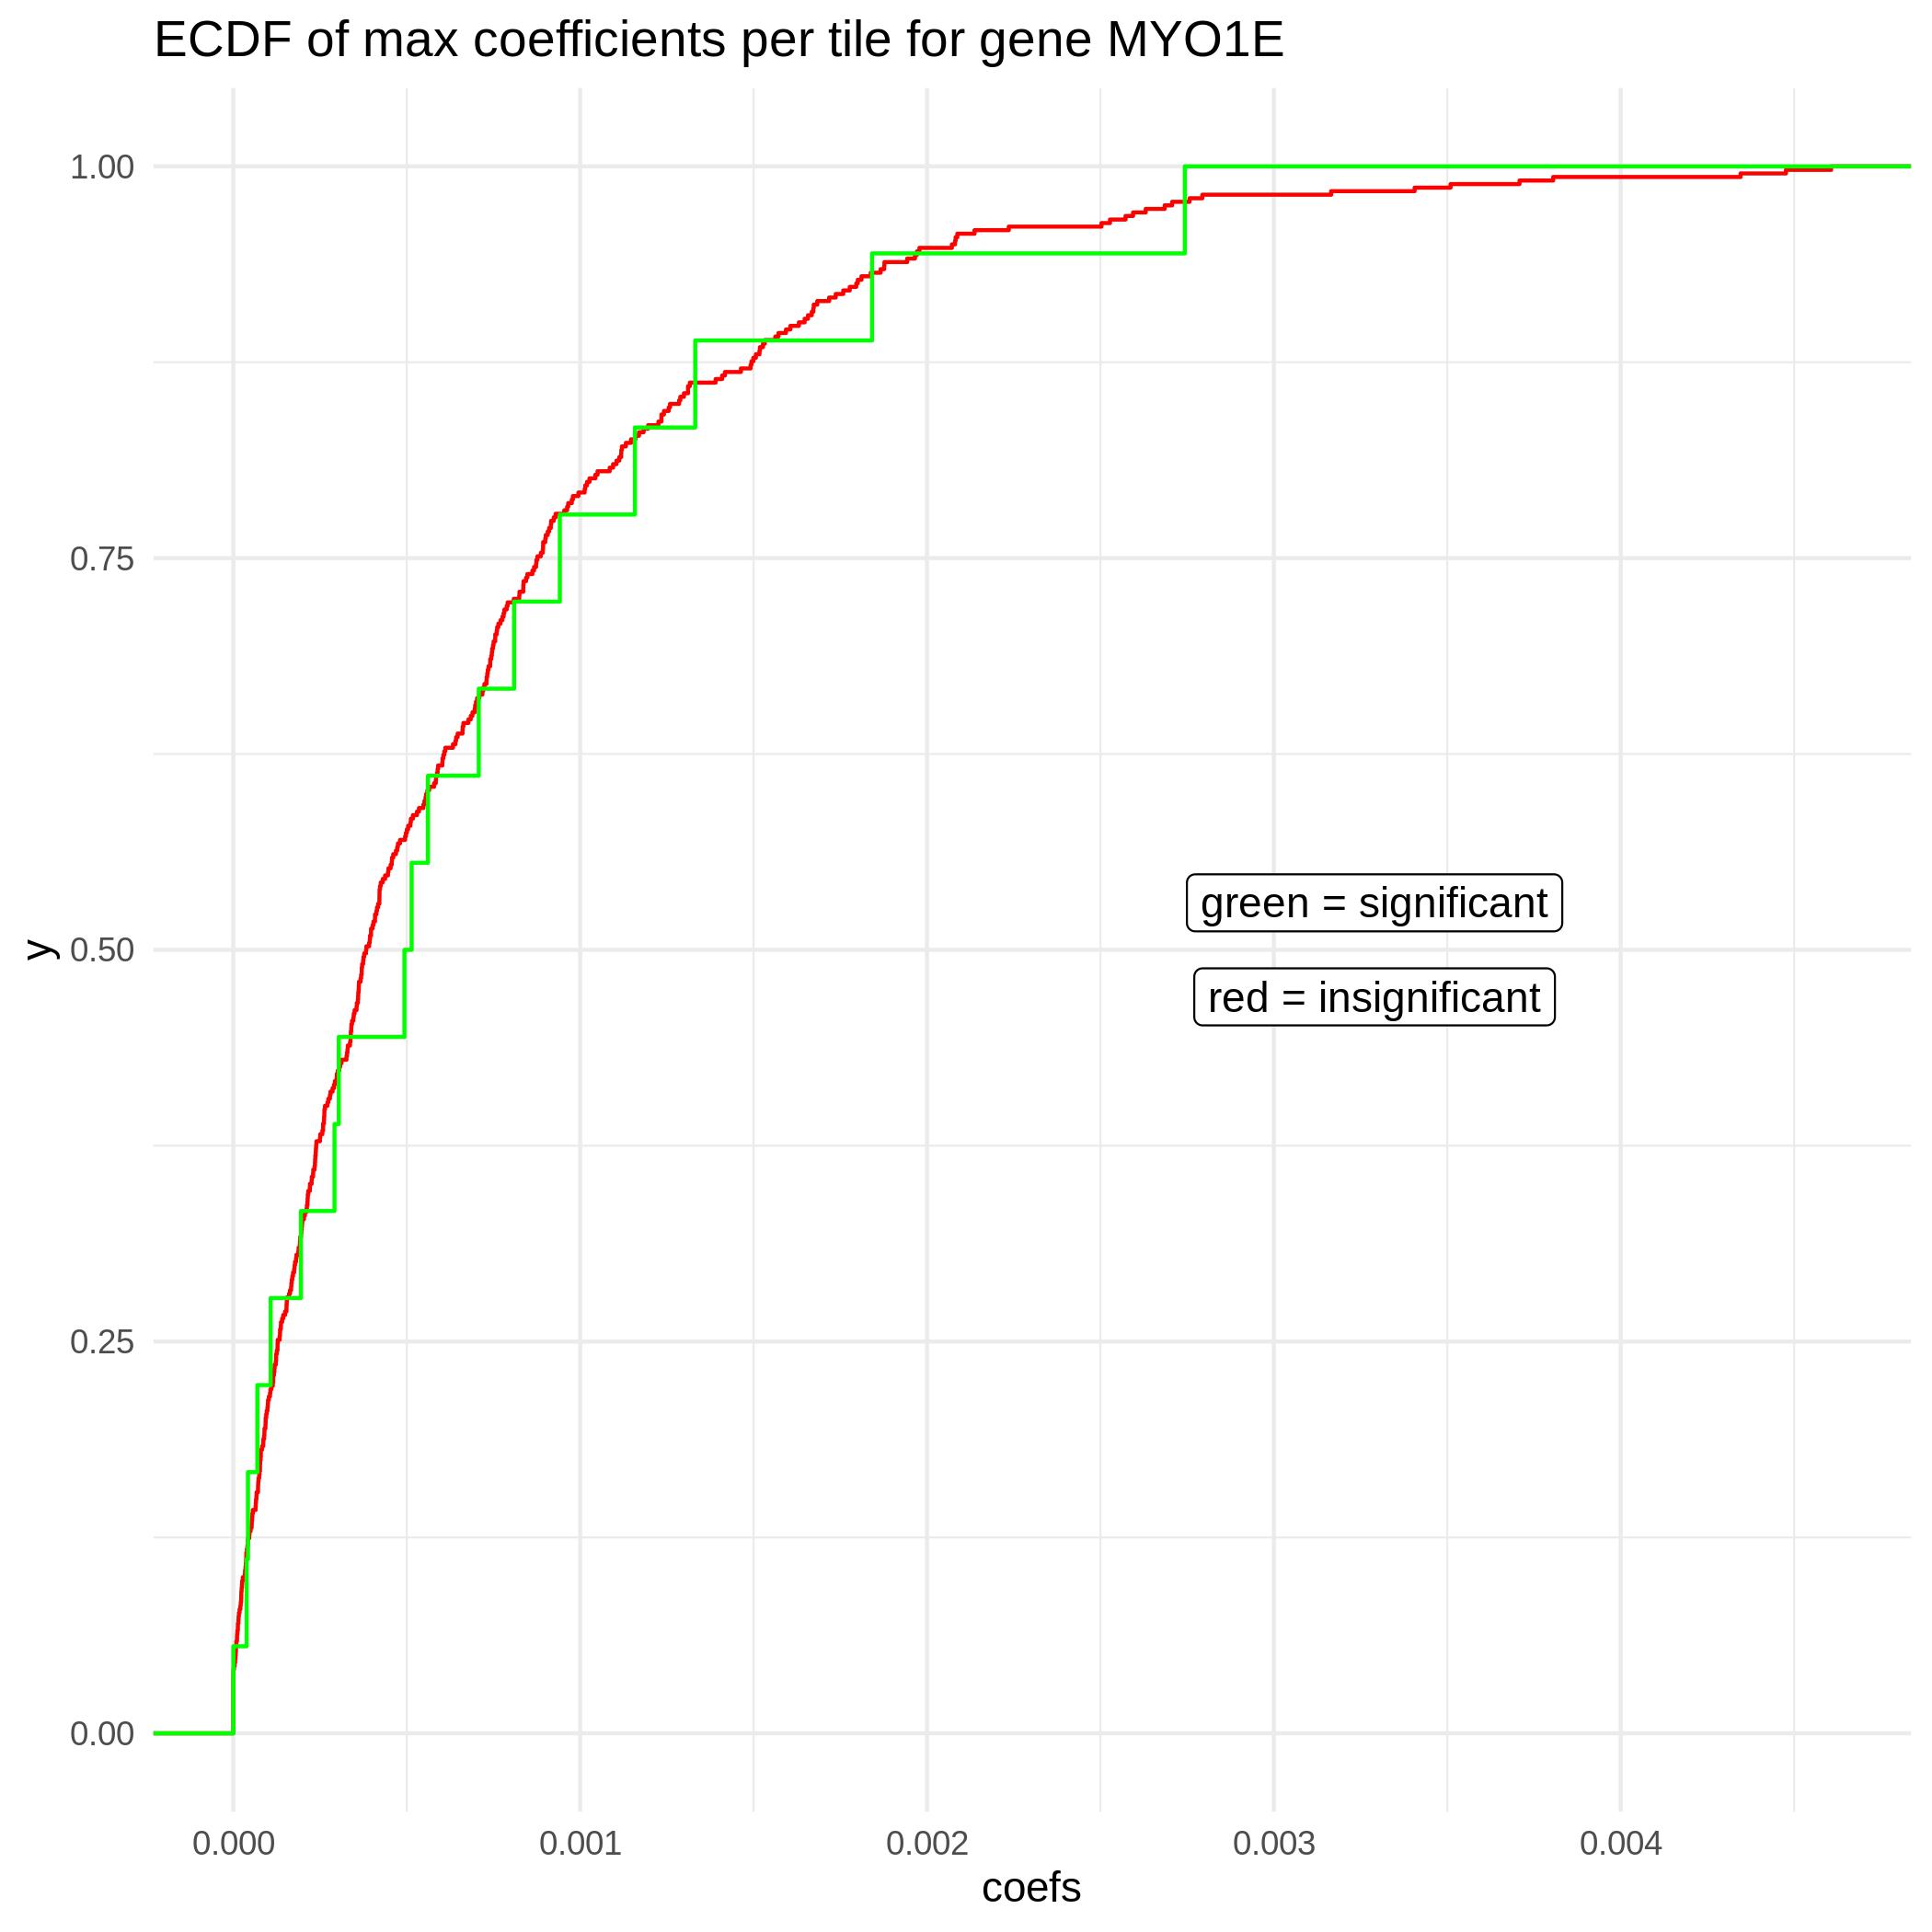 ECDF of max coefficients per tile for gene MYO1E
1.00
0.75
0.50
0.25
0.00
y
green = significant
red = insignificant
0.000 0.001 0.002 0.003 0.004
coefs